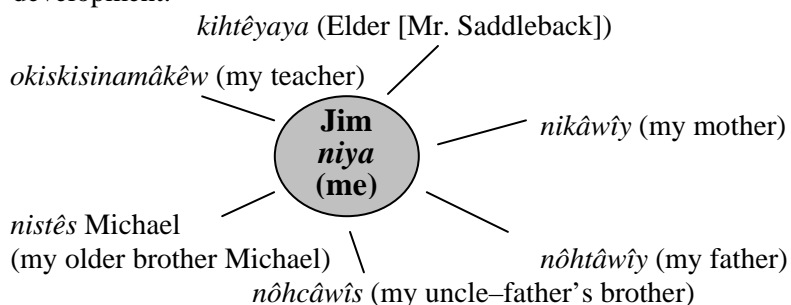 development.
kihtêyaya (Elder [Mr. Saddleback])
okiskisinamâkêw (my teacher)
Jim
niya
(me)
nikâwîy (my mother)
nistês Michael
(my older brother Michael)
nôhtâwîy (my father)
nôhcâwîs (my uncle–father's brother)